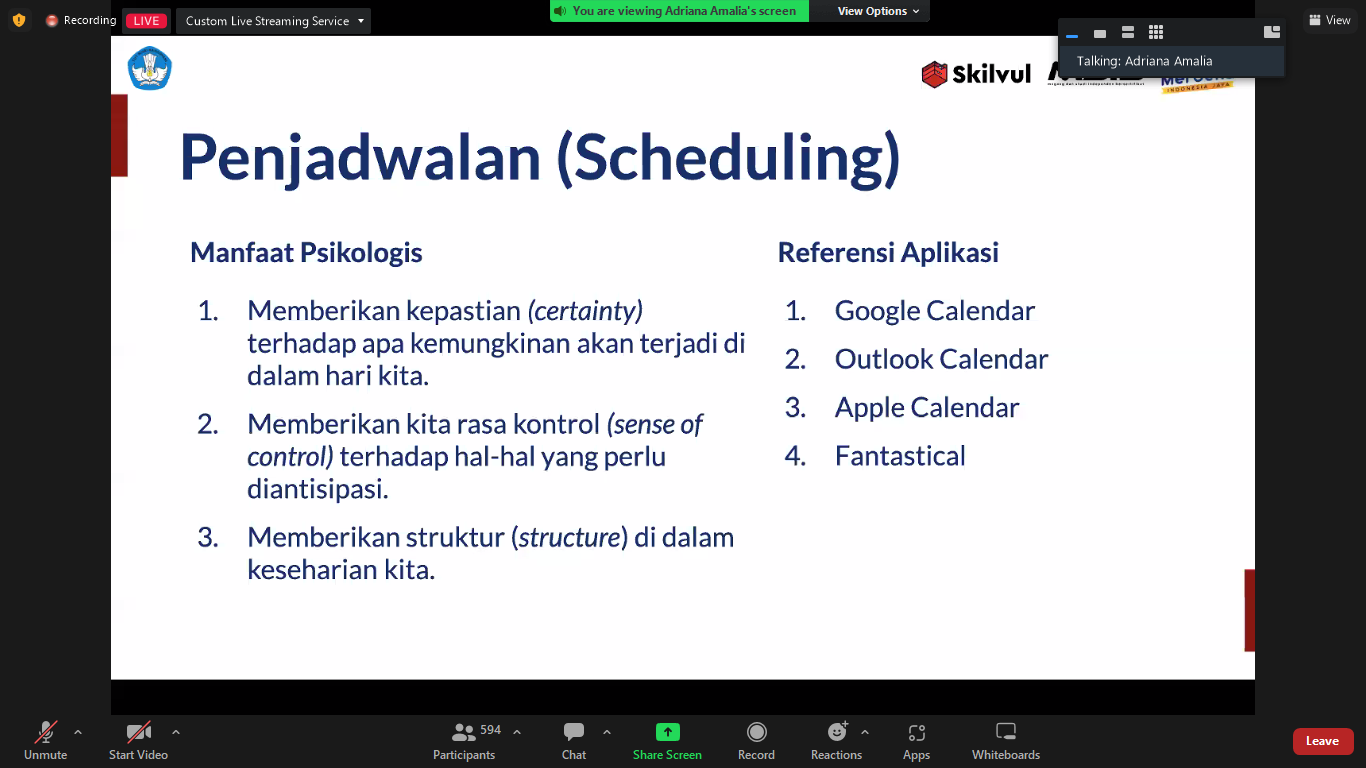 Recording
LIVE
Custom Live Streaming Service
You are viewing Adriana Amalia's screen
View Options
View
Talking: Adriana Amalia
Skilvul
INDONESIA JAYA
Penjadwalan (Scheduling)
Manfaat Psikologis
1. Memberikan kepastian (certainty)
terhadap apa kemungkinan akan terjadi di
dalam hari kita.
2. Memberikan kita rasa kontrol (sense of
control) terhadap hal-hal yang perlu
diantisipasi.
3. Memberikan struktur (structure) di dalam
keseharian kita.
Referensi Aplikasi
1. Google Calendar
2. Outlook Calendar
3. Apple Calendar
4. Fantastical
Unmute
Start Video
594
Participants
Chat
Share Screen
Record
Reactions
Apps
Whiteboards
Leave